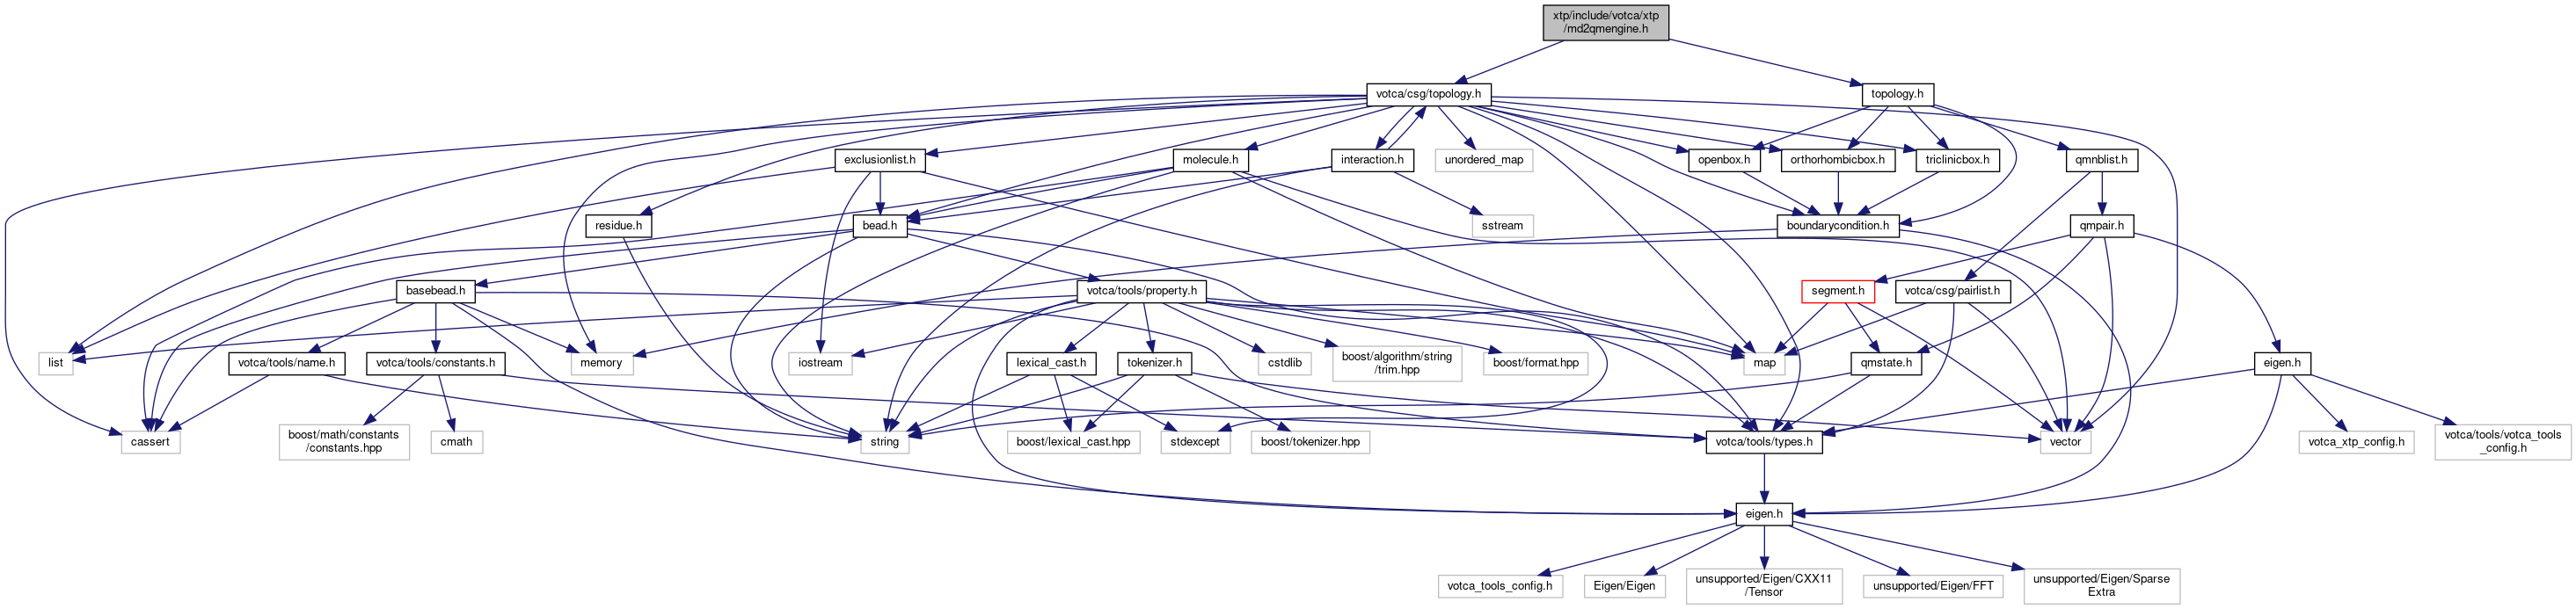 xtp/include/votca/xtp
/md2qmengine.h
votca/csg/topology.h
topology.h
exclusionlist.h
molecule.h
interaction.h
unordered_map
openbox.h
orthorhombicbox.h
triclinicbox.h
qmnblist.h
residue.h
bead.h
sstream
boundarycondition.h
qmpair.h
basebead.h
votca/tools/property.h
segment.h
votca/csg/pairlist.h
list
votca/tools/name.h
votca/tools/constants.h
memory
iostream
lexical_cast.h
tokenizer.h
cstdlib
boost/algorithm/string
/trim.hpp
boost/format.hpp
map
qmstate.h
eigen.h
cassert
boost/math/constants
/constants.hpp
cmath
string
boost/lexical_cast.hpp
stdexcept
boost/tokenizer.hpp
votca/tools/types.h
vector
votca_xtp_config.h
votca/tools/votca_tools
_config.h
eigen.h
votca_tools_config.h
Eigen/Eigen
unsupported/Eigen/CXX11
/Tensor
unsupported/Eigen/FFT
unsupported/Eigen/Sparse
Extra